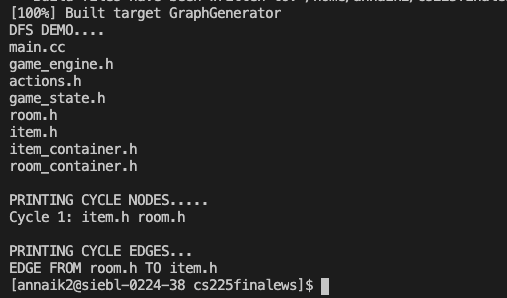 [100%] Built target GraphGenerator
DFS DEMO....
main.cc
game_engine.h
actions.h
game_state.h
room.h
item.h
item_container.h
room_container.h
PRINTING CYCLE NODES.....
Cycle 1: item.h room.h
PRINTING CYCLE EDGES...
EDGE FROM room.h TO item.h
[annaik2@siebl-0224-38 cs225finalews]$